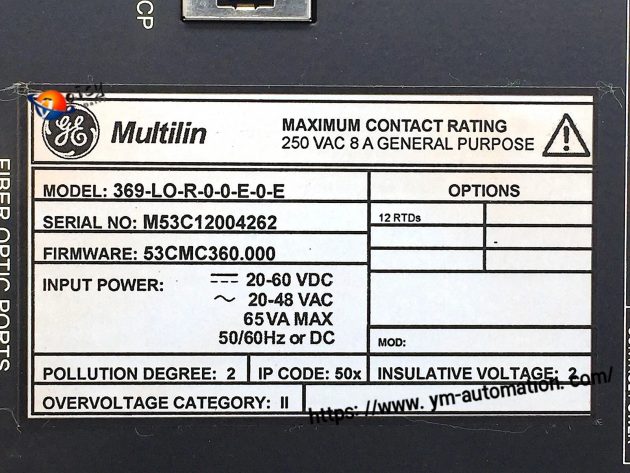 CP
GE Multilin
MAXIMUM CONTACT RATING
250 VAC 8 A GENERAL PURPOSE
MODEL: 369-LO-R-0-0-E-0-E
OPTIONS
SERIAL NO: M53C12004262
12 RTDs
-
FIRMWARE: 53CMC360.000
INPUT POWER:
20-60 VDC
20-48 VAC
65VA MAX
50/60Hz or DC
MOD:
POLLUTION DEGREE: 2
IP CODE: 50x
INSULATIVE VOLTAGE: 2
OVERVOLTAGE CATEGORY: II
https://www.ym-automation.com/
FIBER OPTIC PORTS